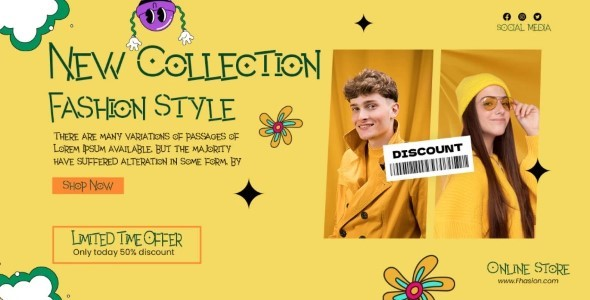 SOCIAL MEDIA
NEW COLLECTION
FASHION STYLE
THERE ARE MANY VARIATIONS OF PASSAGES OF
LOREM IPSUM AVAILABLE, BUT THE MAJORITY
HAVE SUFFERED ALTERATION IN SOME FORM, BY
SHOP NOW
DISCOUNT
LIMITED TIME OFFER
Only today 50% discount
ONLINE STORE
www.Fhasion.com